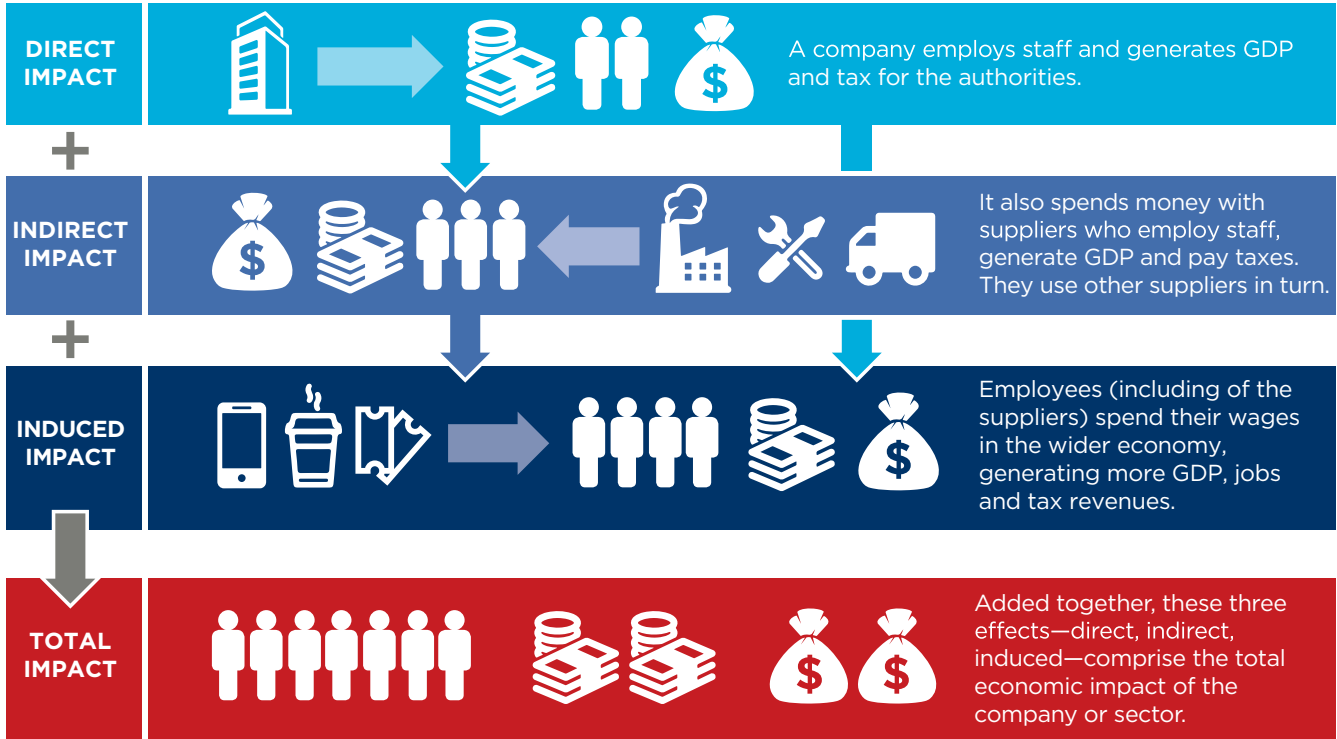 DIRECT
IMPACT
$
A company employs staff and generates GDP
and tax for the authorities.
+
INDIRECT
IMPACT
$
It also spends money with
suppliers who employ staff,
generate GDP and pay taxes.
They use other suppliers in turn.
+
INDUCED
IMPACT
$
Employees (including of the
suppliers) spend their wages
in the wider economy,
generating more GDP, jobs
and tax revenues.
TOTAL
IMPACT
$ $
Added together, these three
effects—direct, indirect,
induced—comprise the total
economic impact of the
company or sector.